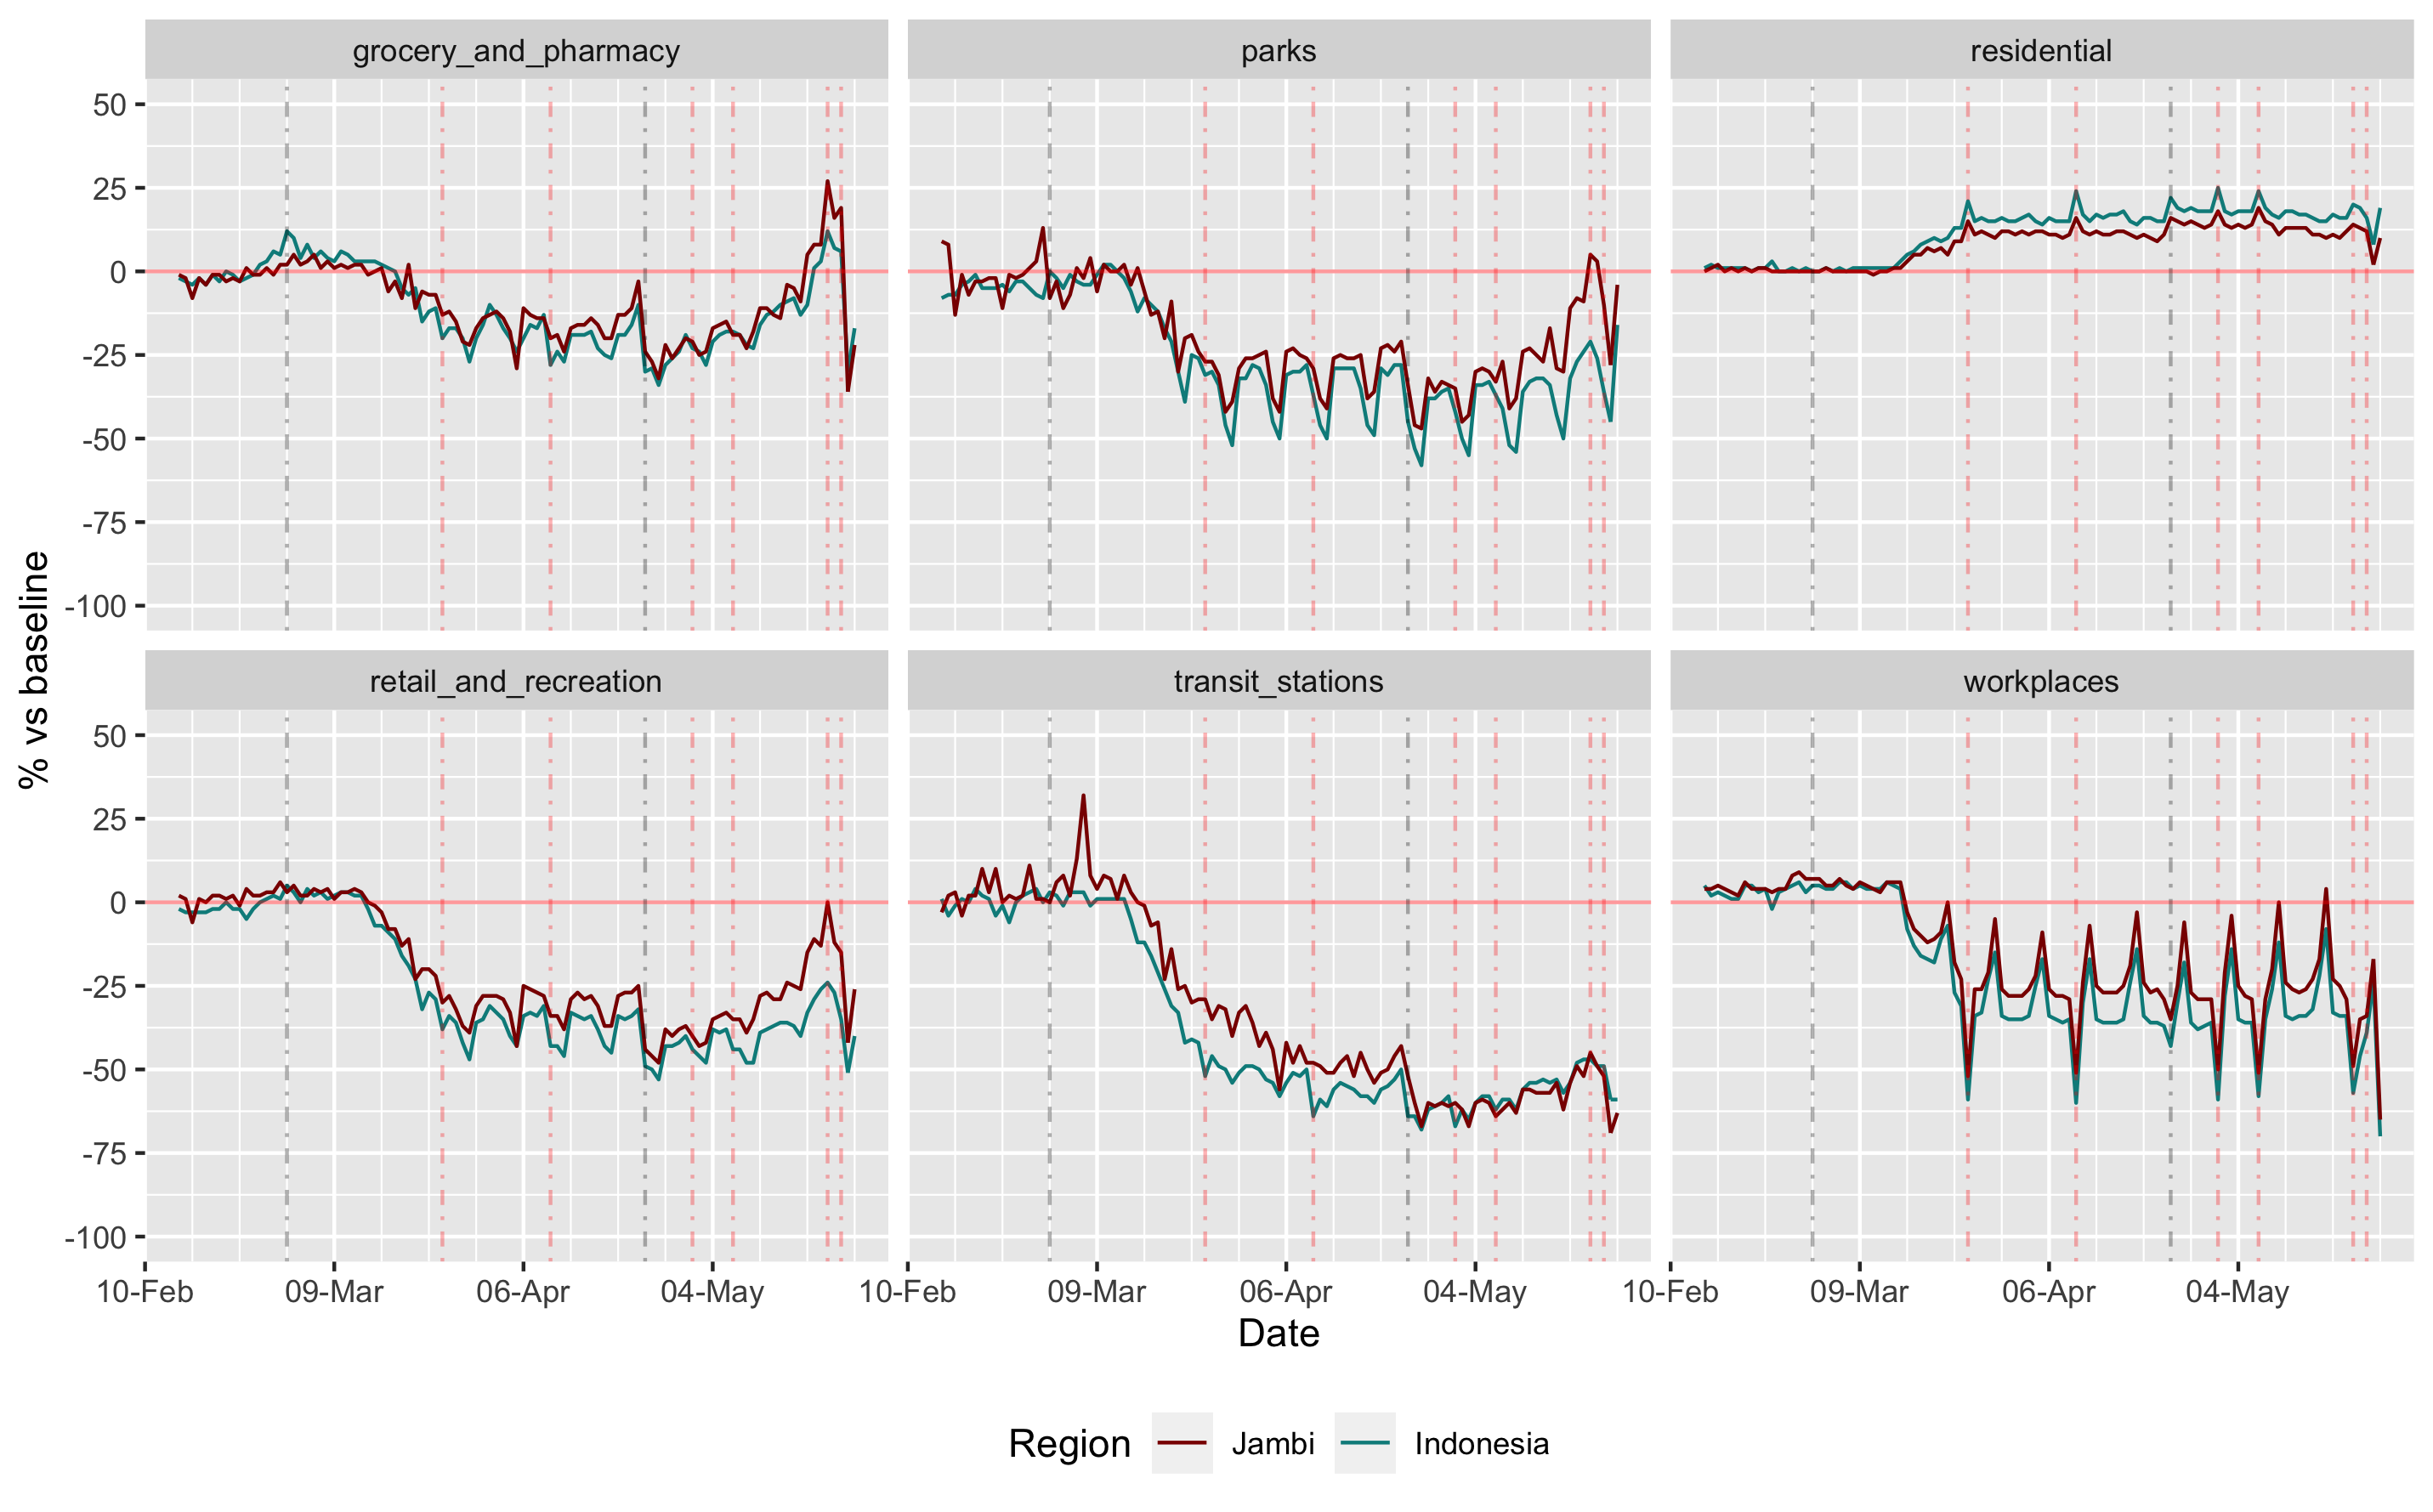 grocery_and_pharmacy parks residential
50
25
0
-25
-50
-75
-100
retail_and_recreation transit_stations workplaces
50
25
0
-25
-50
-75
-100
% vs baseline
10-Feb 09-Mar 06-Apr 04-May 10-Feb 09-Mar 06-Apr 04-May 10-Feb 09-Mar 06-Apr 04-May
Date
Region Jambi Indonesia